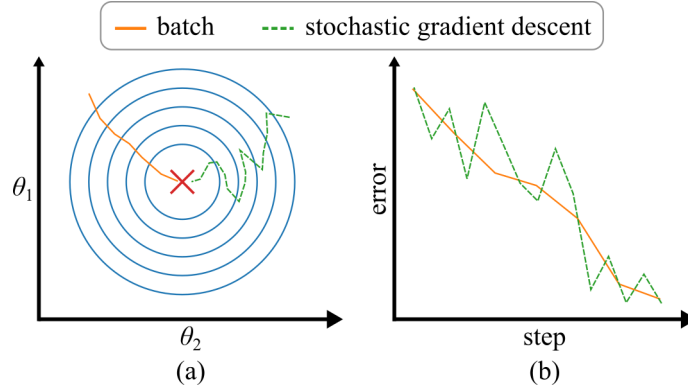 batch
stochastic gradient descent
θ1
θ2
(a)
error
step
(b)